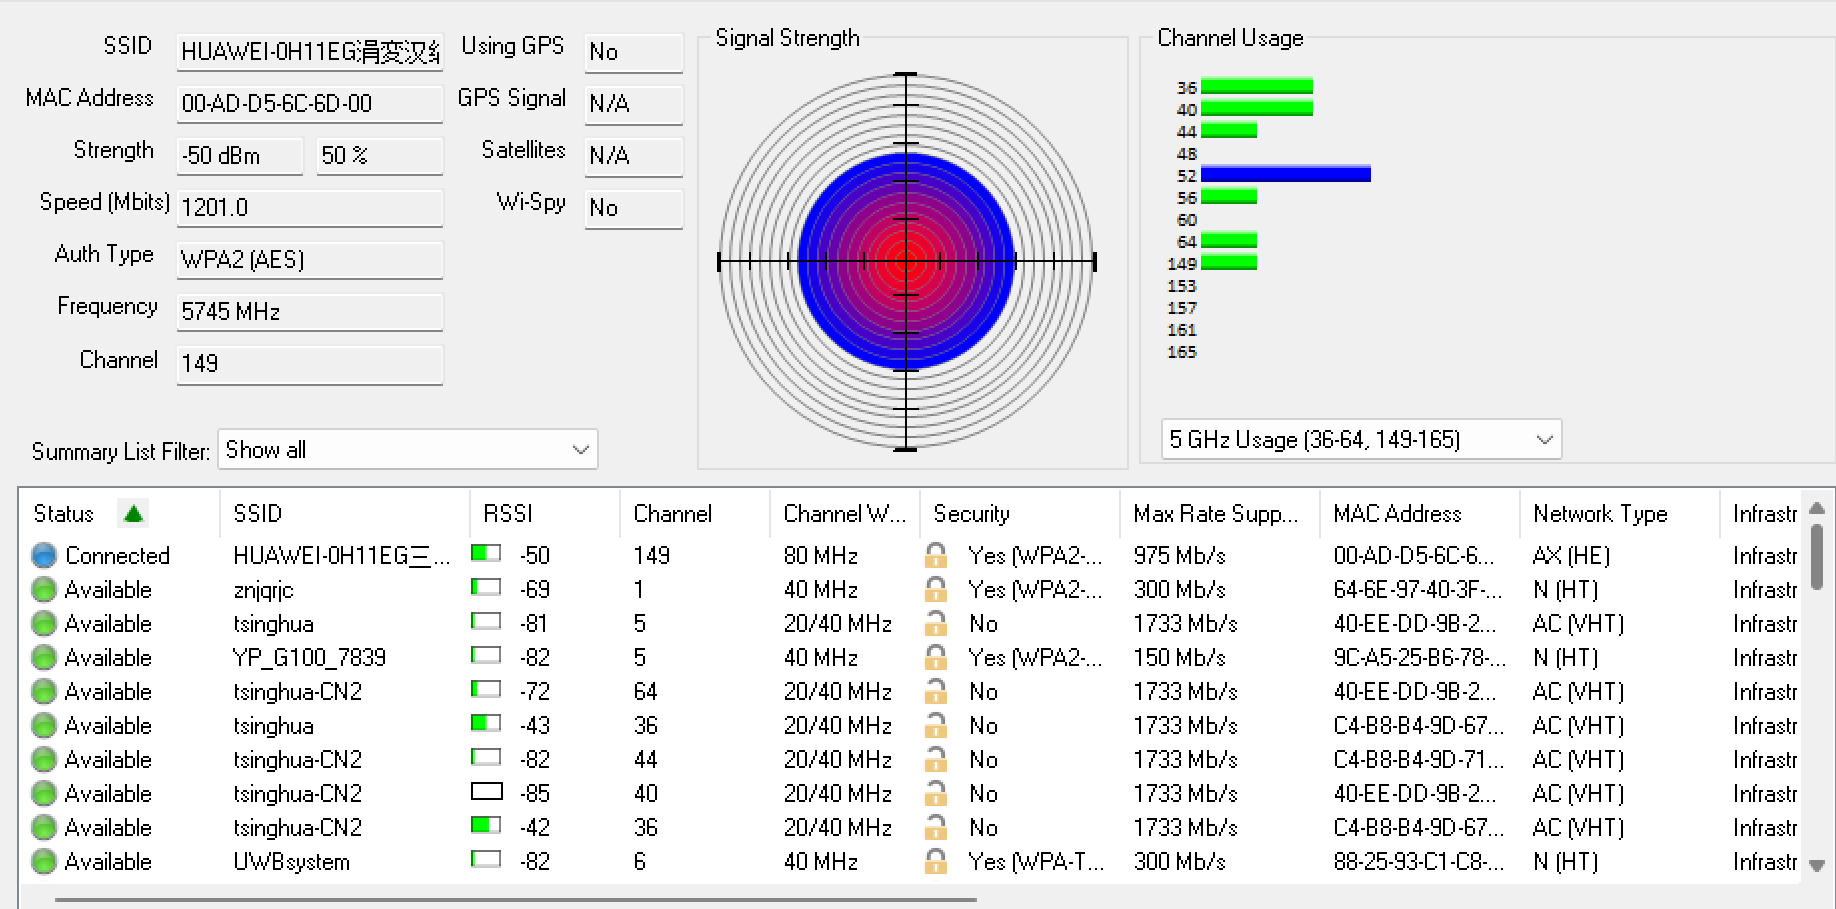 SSID HUAWEI-0H11EG涓変汉
MAC Address 00-AD-D5-6C-6D-00
Strength -50 dBm 50 %
Speed (Mbits) 1201.0
Auth Type WPA2 (AES)
Frequency 5745 MHz
Channel 149
Using GPS No
GPS Signal N/A
Satellites N/A
Wi-Spy No
Signal Strength
Channel Usage
36
40
44
48
52
56
60
64
149
153
157
161
165
5 GHz Usage (36-64, 149-165)
Summary List Filter: Show all
Status SSID RSSI Channel Channel W... Security Max Rate Supp... MAC Address Network Type Infrastr
Connected HUAWEI-0H11EG三... -50 149 80 MHz Yes (WPA2-... 975 Mb/s 00-AD-D5-6C-6... AX (HE) Infrastr
Available znjqrjc -69 1 40 MHz Yes (WPA2-... 300 Mb/s 64-6E-97-40-3F-... N (HT) Infrastr
Available tsinghua -81 5 20/40 MHz No 1733 Mb/s 40-EE-DD-9B-2... AC (VHT) Infrastr
Available YP_G100_7839 -82 5 40 MHz Yes (WPA2-... 150 Mb/s 9C-A5-25-B6-78-... N (HT) Infrastr
Available tsinghua-CN2 -72 64 20/40 MHz No 1733 Mb/s 40-EE-DD-9B-2... AC (VHT) Infrastr
Available tsinghua -43 36 20/40 MHz No 1733 Mb/s C4-B8-B4-9D-67... AC (VHT) Infrastr
Available tsinghua-CN2 -82 44 20/40 MHz No 1733 Mb/s C4-B8-B4-9D-71... AC (VHT) Infrastr
Available tsinghua-CN2 -85 40 20/40 MHz No 1733 Mb/s 40-EE-DD-9B-2... AC (VHT) Infrastr
Available tsinghua-CN2 -42 36 20/40 MHz No 1733 Mb/s C4-B8-B4-9D-67... AC (VHT) Infrastr
Available UWBsystem -82 6 40 MHz Yes (WPA-T... 300 Mb/s 88-25-93-C1-C8-... N (HT) Infrastr